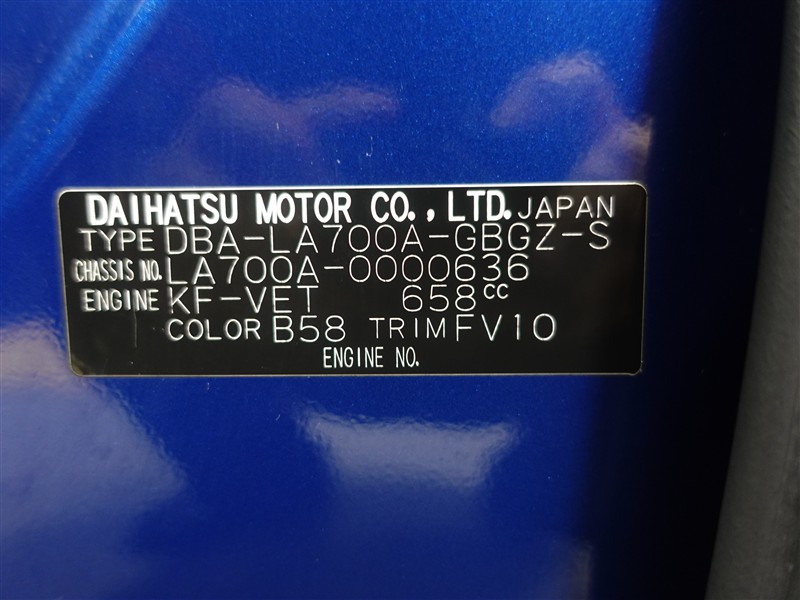 DAIHATSU MOTOR CO., LTD. JAPAN
TYPE DBA-LA700A-GBGZ-S
CHASSIS NO. LA700A-0000636
ENGINE KF-VET 658cc
COLOR B58 TRIM FV10
ENGINE NO.